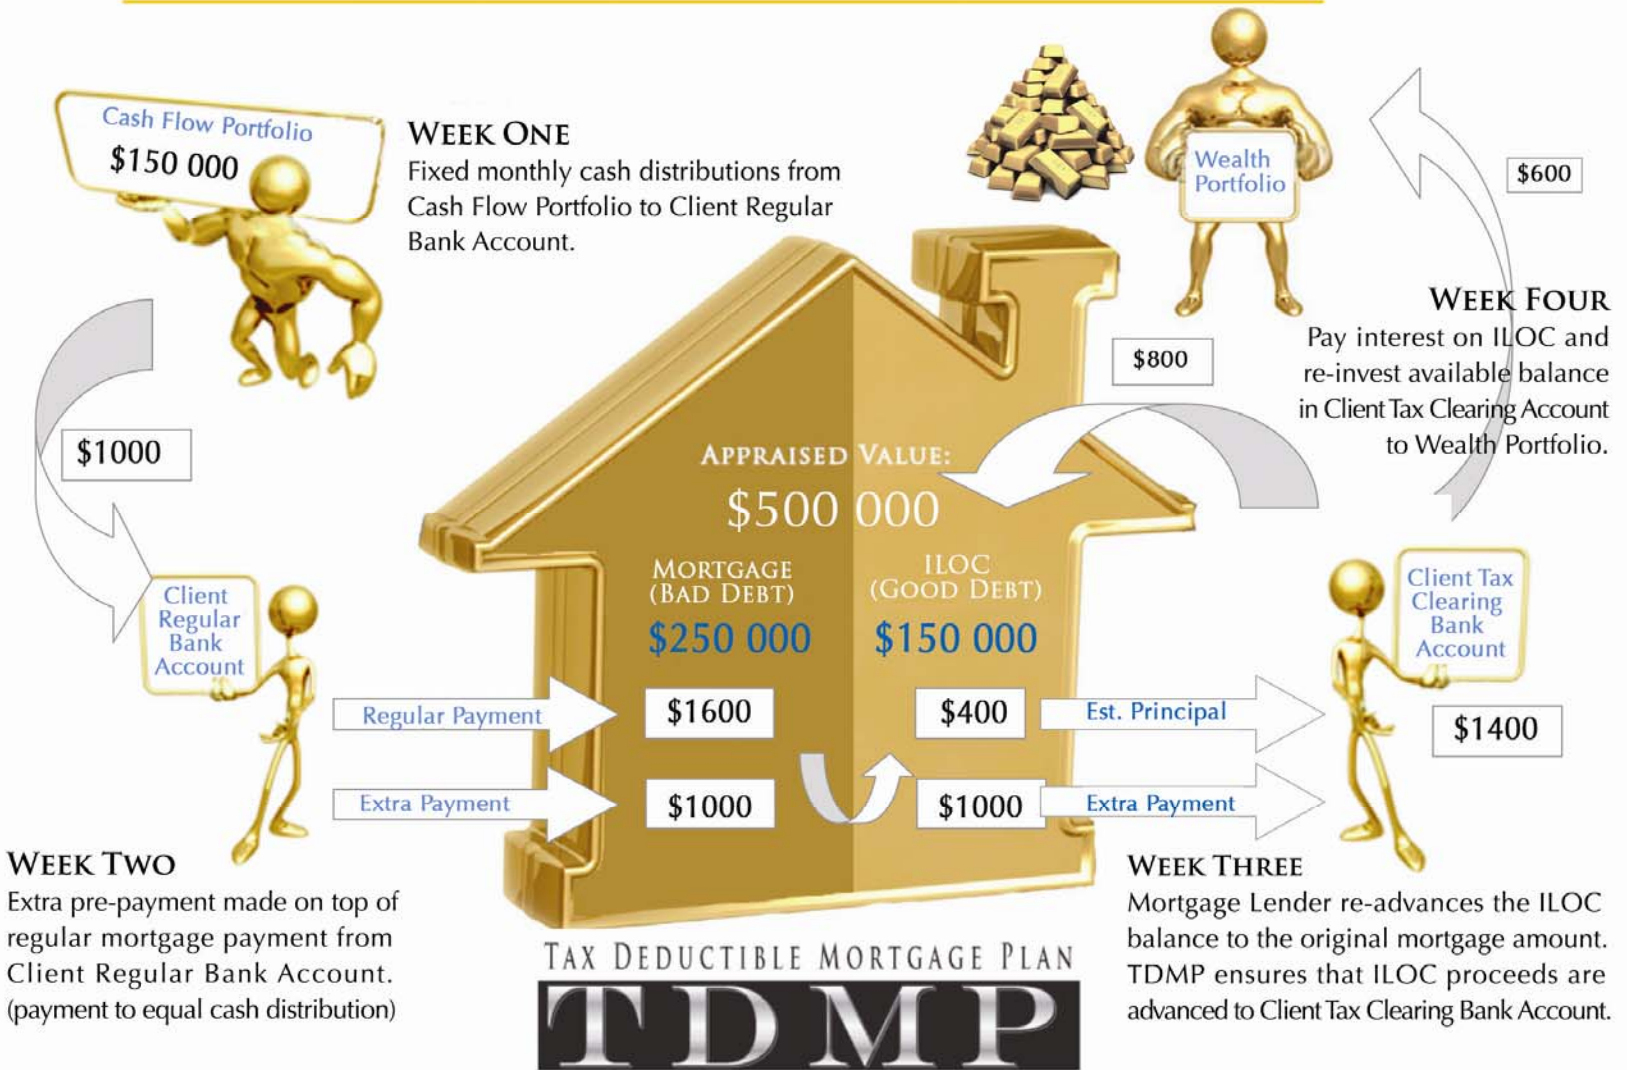 Cash Flow Portfolio
$150 000
WEEK ONE
Fixed monthly cash distributions from
Cash Flow Portfolio to Client Regular
Bank Account.
$1000
Client
Regular
Bank
Account
Regular Payment
Extra Payment
WEEK TWO
Extra pre-payment made on top of
regular mortgage payment from
Client Regular Bank Account.
(payment to equal cash distribution)
APPRAISED VALUE:
$500 000
MORTGAGE
(BAD DEBT)
$250 000
$1600
$1000
ILOC
(GOOD DEBT)
$150 000
$400
$1000
Est. Principal
Extra Payment
Client Tax
Clearing
Bank
Account
$1400
WEEK THREE
Mortgage Lender re-advances the ILOC
balance to the original mortgage amount.
TDMP ensures that ILOC proceeds are
advanced to Client Tax Clearing Bank Account.
Wealth
Portfolio
$600
$800
WEEK FOUR
Pay interest on ILOC and
re-invest available balance
in Client Tax Clearing Account
to Wealth Portfolio.
TAX DEDUCTIBLE MORTGAGE PLAN
TDMP